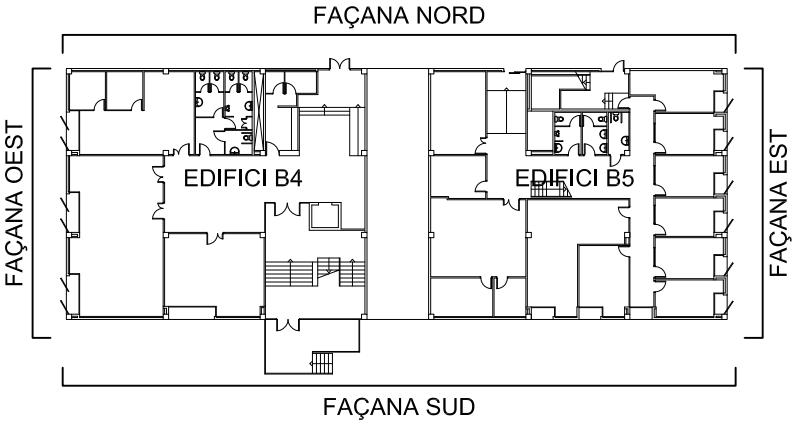 FAÇANA NORD
FAÇANA OEST
EDIFICI B4
EDIFICI B5
FAÇANA EST
FAÇANA SUD